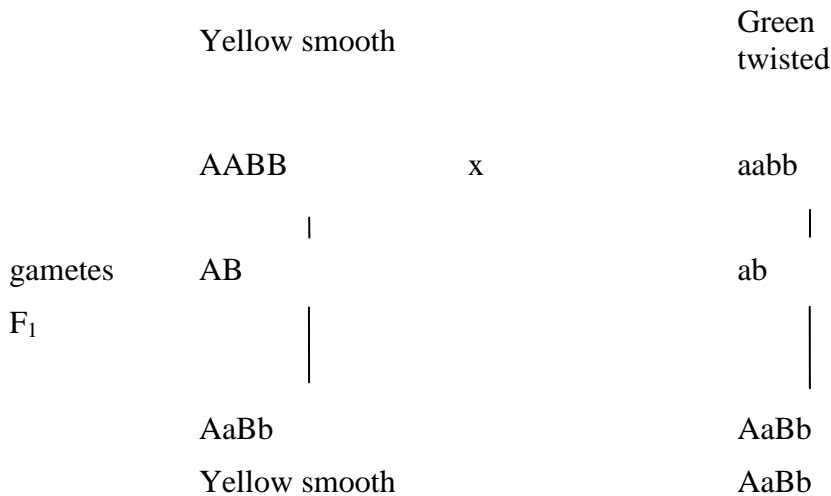 Yellow smooth Green
twisted
AABB x aabb
gametes AB ab
F₁
AaBb AaBb
Yellow smooth AaBb